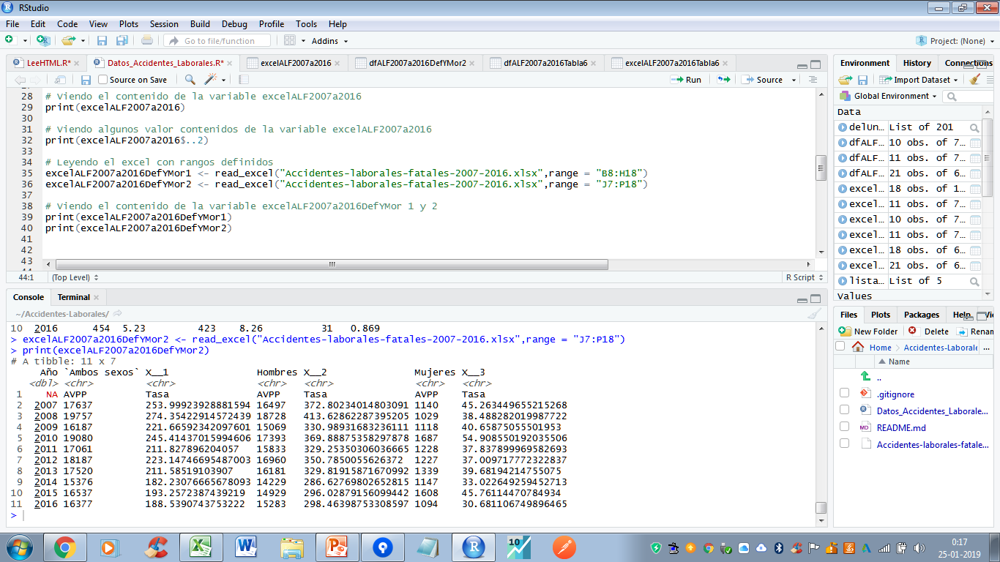 RStudio
File Edit Code View Plots Session Build Debug Profile Tools Help
Go to file/function Addins Project: (None)
LeeHTML.R* Datos_Accidentes_Laborales.R* excelALF2007a2016 dfALF2007a2016DefYMor2 dfALF2007a2016Tabla6 excelALF2007a2016Tabla6
Source on Save Run Source
28 # Viendo el contenido de la variable excelALF2007a2016
29 print(excelALF2007a2016)
30
31 # Viendo algunos valor contenidos de la variable excelALF2007a2016
32 print(excelALF2007a2016$..2)
33
34 # Leyendo el excel con rangos definidos
35 excelALF2007a2016DefYMor1 <- read_excel("Accidentes-laborales-fatales-2007-2016.xlsx",range = "B8:H18")
36 excelALF2007a2016DefYMor2 <- read_excel("Accidentes-laborales-fatales-2007-2016.xlsx",range = "J7:P18")
37
38 # Viendo el contenido de la variable excelALF2007a2016DefYMor 1 y 2
39 print(excelALF2007a2016DefYMor1)
40 print(excelALF2007a2016DefYMor2)
41
42
43
44:1 (Top Level) R Script
Console Terminal
~/Accidentes-Laborales/
10 2016 454 5.23 423 8.26 31 0.869
> excelALF2007a2016DefYMor2 <- read_excel("Accidentes-laborales-fatales-2007-2016.xlsx",range = "J7:P18")
> print(excelALF2007a2016DefYMor2)
# A tibble: 11 x 7
Año `Ambos sexos` X__1 Hombres X__2 Mujeres X__3
<dbl> <chr> <chr> <chr> <chr> <chr> <chr>
1 NA AVPP Tasa AVPP Tasa AVPP Tasa
2 2007 17637 253.99923928881594 16497 372.80234014803091 1140 45.263449655215268
3 2008 19757 274.35422914572439 18728 413.62862287395205 1029 38.488282019987722
4 2009 16187 221.66592342097601 15069 330.98931683236111 1118 40.65875055501953
5 2010 19080 245.41437015994606 17393 369.88873358297878 1687 54.9085501920355506
6 2011 17061 211.827896204057 15833 329.25350306036665 1228 37.837899969582693
7 2012 18187 223.14746695487003 16960 350.7850055626372 1227 37.009717772322837
8 2013 17520 211.58519103907 16181 329.81915871670992 1339 39.68194214755075
9 2014 15376 182.23076665678093 14229 286.62769802652815 1147 33.022649259452713
10 2015 16537 193.2572387439219 14929 296.02879156099442 1608 45.76114470784934
11 2016 16377 188.5390743753222 15283 298.46398753308597 1094 30.681106749896465
>
Environment History Connections
Import Dataset
Global Environment
Data
delUn... List of 201
dfALF... 10 obs. of 7...
dfALF... 11 obs. of 7...
dfALF... 21 obs. of 6...
excel... 18 obs. of 1...
excel... 11 obs. of 7...
excel... 10 obs. of 7...
excel... 11 obs. of 7...
excel... 18 obs. of 6...
excel... 21 obs. of 6...
lista... List of 5
Values
Files Plots Packages Help
New Folder Delete Renam
Home Accidentes-Laborale ...
Name
..
.gitignore
Datos_Accidentes_Laborale...
README.md
Accidentes-laborales-fatale...
0:17
25-01-2019